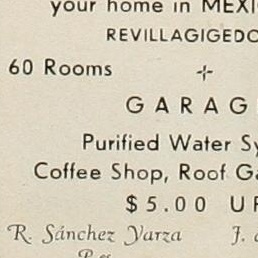 your home in MEXI
REVILLAGIGEDO
60 Rooms
GARAG
Purified Water Sy
Coffee Shop, Roof Ga
$5.00 UP
R. Sánchez Yarza J.